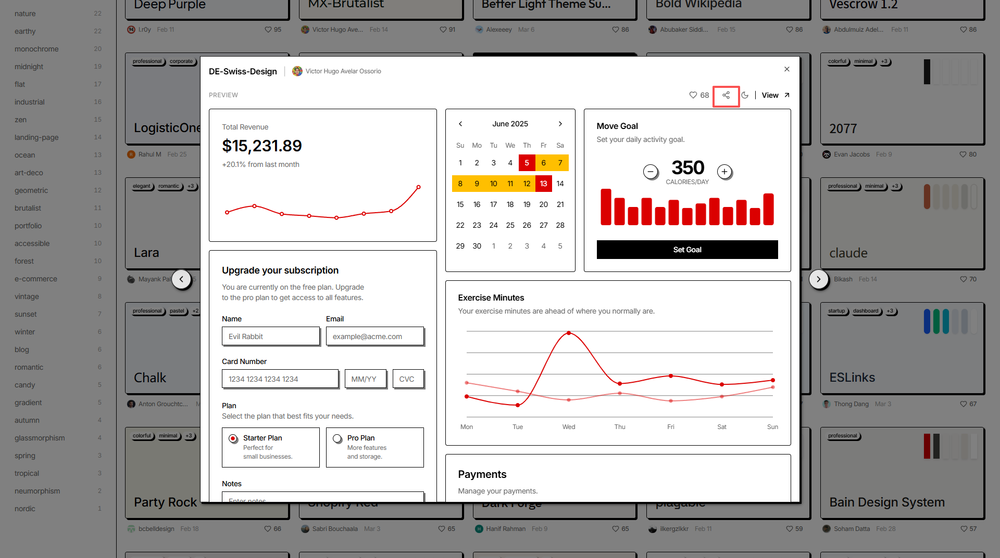 nature 22
earthy 22
monochrome 20
midnight 19
flat 17
industrial 16
zen 15
landing-page 14
ocean 13
art-deco 13
geometric 12
brutalist 11
portfolio 10
accessible 10
forest 10
e-commerce 9
vintage 8
sunset 7
winter 6
blog 6
romantic 6
candy 5
gradient 5
autumn 4
glassmorphism 4
spring 3
tropical 3
neumorphism 2
nordic 1
Deep Purple
l.r0y Feb 11 95
MX-Brutalist
Victor Hugo Ave... Feb 14 91
Better Light Theme Su...
Alexeeey Mar 6 86
Bold Wikipedia
Abubaker Siddi... Feb 15 86
Vescrow 1.2
Abdulmuiz Adel... Feb 11 86
professional corporate
LogisticOne
Rahul M Feb 25
colorful minimal +3
2077
Evan Jacobs Feb 9 80
elegant romantic +3
Lara
Mayank Pal
professional minimal +3
claude
Bikash Feb 14 70
professional pastel +2
Chalk
Anton Grouchtc...
startup dashboard +3
ESLinks
Thong Dang Mar 3 67
colorful minimal +3
Party Rock
bcbelldesign Feb 18 66
Shopify Red
Sabri Bouchaala Mar 3 65
Dark Forge
Hanif Rahman Feb 9 65
playable
ilkergzlkkr Feb 11 59
professional
Bain Design System
Soham Datta Feb 28 57
DE-Swiss-Design Victor Hugo Avelar Ossorio
PREVIEW 68 View
Total Revenue
$15,231.89
+20.1% from last month
June 2025
Su Mo Tu We Th Fr Sa
1 2 3 4 5 6 7
8 9 10 11 12 13 14
15 16 17 18 19 20 21
22 23 24 25 26 27 28
29 30 1 2 3 4 5
Move Goal
Set your daily activity goal.
350
CALORIES/DAY
Set Goal
Upgrade your subscription
You are currently on the free plan. Upgrade
to the pro plan to get access to all features.
Name Email
Evil Rabbit example@acme.com
Card Number
1234 1234 1234 1234 MM/YY CVC
Plan
Select the plan that best fits your needs.
Starter Plan
Perfect for
small businesses.
Pro Plan
More features
and storage.
Notes
Enter notes
Exercise Minutes
Your exercise minutes are ahead of where you normally are.
Mon Tue Wed Thu Fri Sat Sun
Payments
Manage your payments.